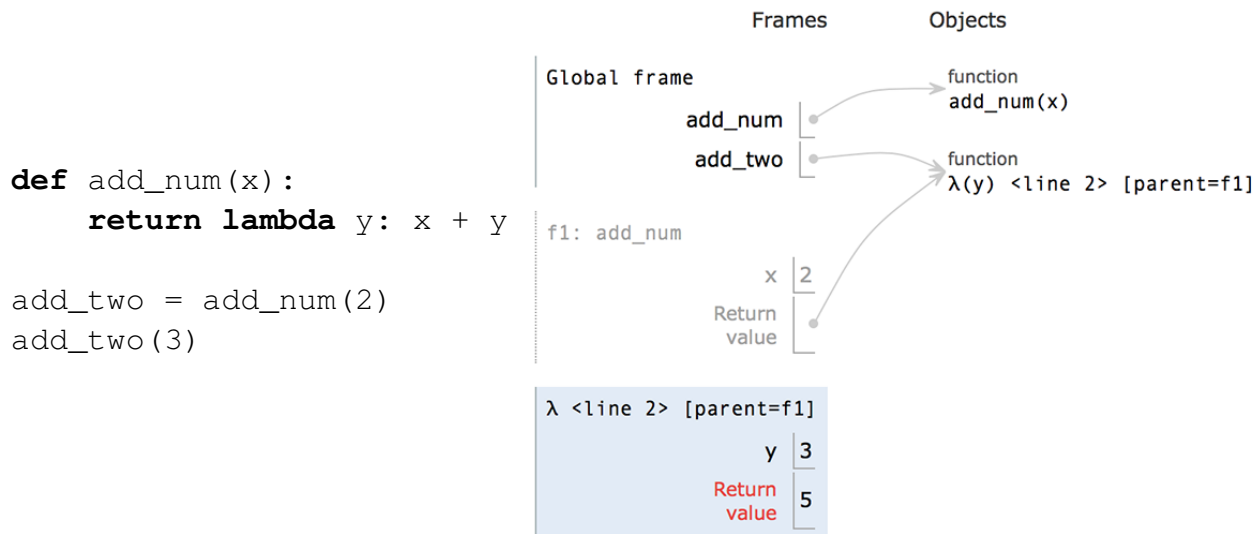 def add_num(x):
    return lambda y: x + y
add_two = add_num(2)
add_two(3)
Frames Objects
Global frame
add_num
add_two
function
add_num(x)
function
λ(y) <line 2> [parent=f1]
f1: add_num
x 2
Return
value
λ <line 2> [parent=f1]
y 3
Return
value 5